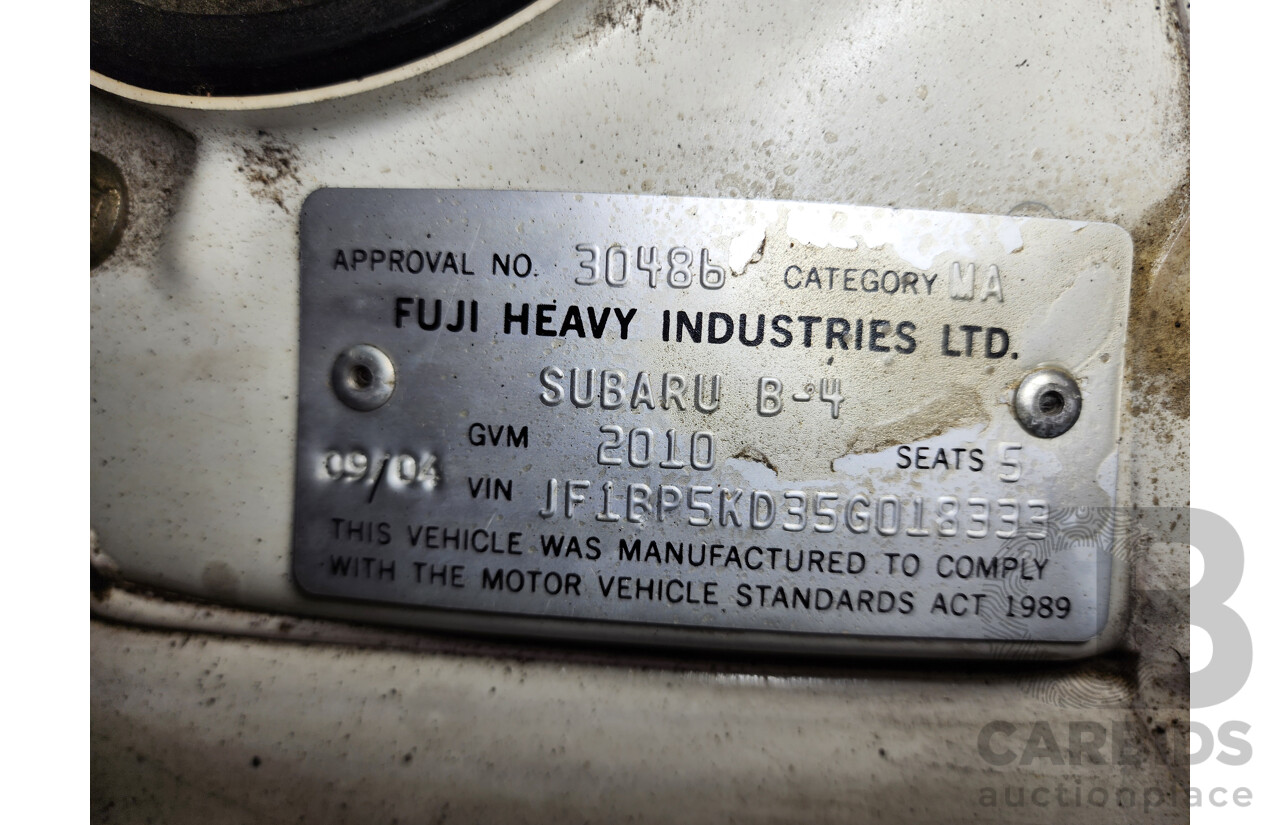 APPROVAL NO. 30486 CATEGORY MA
FUJI HEAVY INDUSTRIES LTD.
SUBARU B-4
GVM 2010 SEATS 5
09/04 VIN JF1BP5KD35G018333
THIS VEHICLE WAS MANUFACTURED TO COMPLY
WITH THE MOTOR VEHICLE STANDARDS ACT 1989
CARBIDS
auctionplace